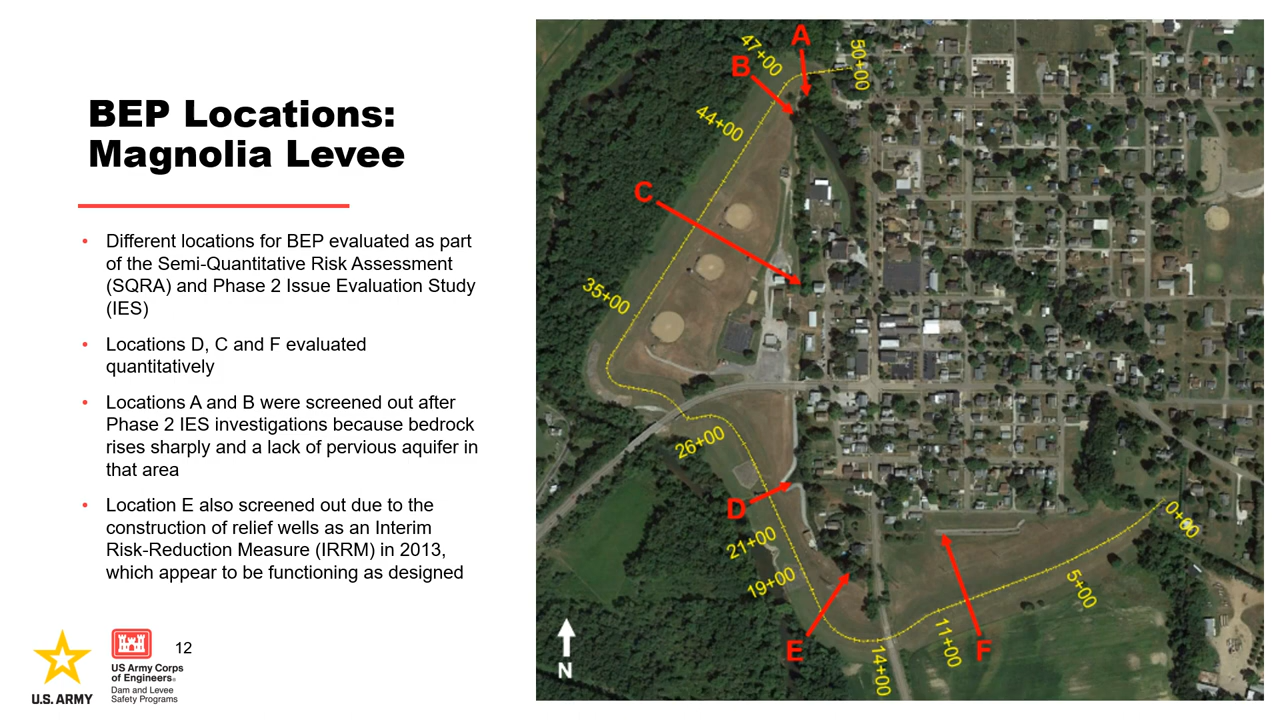 BEP Locations:
Magnolia Levee
• Different locations for BEP evaluated as part
of the Semi-Quantitative Risk Assessment
(SQRA) and Phase 2 Issue Evaluation Study
(IES)
• Locations D, C and F evaluated
quantitatively
• Locations A and B were screened out after
Phase 2 IES investigations because bedrock
rises sharply and a lack of pervious aquifer in
that area
• Location E also screened out due to the
construction of relief wells as an Interim
Risk-Reduction Measure (IRRM) in 2013,
which appear to be functioning as designed
U.S. ARMY
US Army Corps
of Engineers®
Dam and Levee
Safety Programs
12
A
47+00
50+00
B
44+00
C
35+00
26+00
D
21+00
19+00
E
14+00
11+00
F
5+00
0+00
N